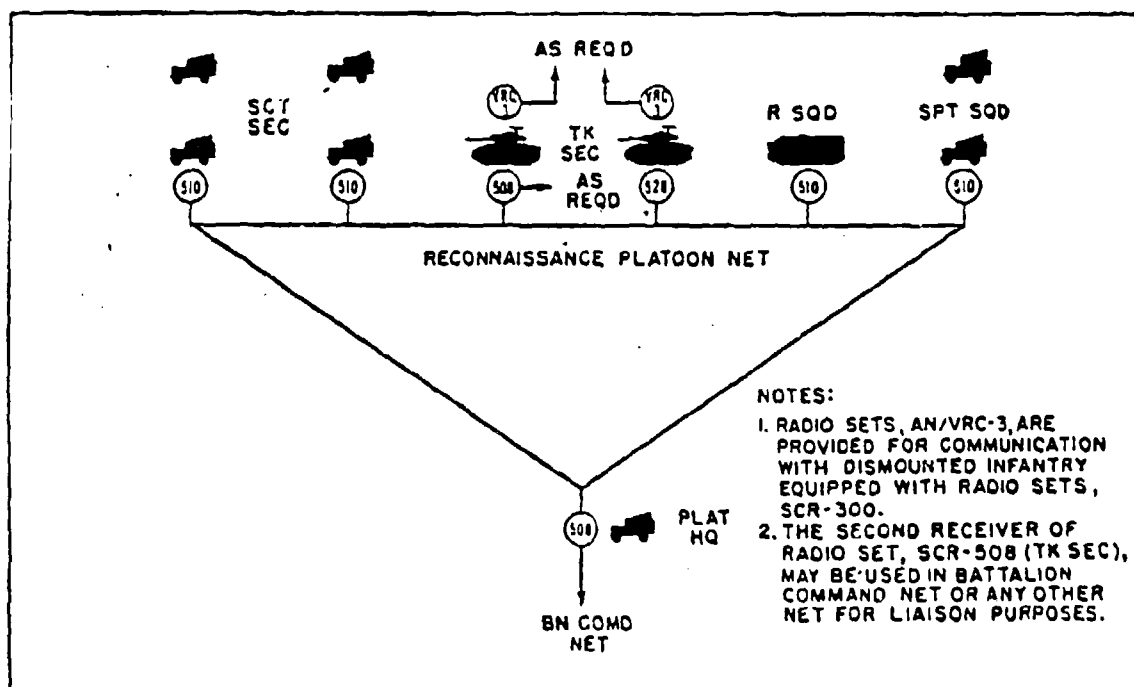 AS REQD
VRC
3
VRC
3
SCT
SEC
TK
SEC
R SQD
SPT SQD
510
510
508
AS
REQD
528
510
510
RECONNAISSANCE PLATOON NET
NOTES:
1. RADIO SETS, AN/VRC-3, ARE
PROVIDED FOR COMMUNICATION
WITH DISMOUNTED INFANTRY
EQUIPPED WITH RADIO SETS,
SCR-300.
2. THE SECOND RECEIVER OF
RADIO SET, SCR-508 (TK SEC),
MAY BE USED IN BATTALION
COMMAND NET OR ANY OTHER
NET FOR LIAISON PURPOSES.
508
PLAT
HQ
BN COMD
NET